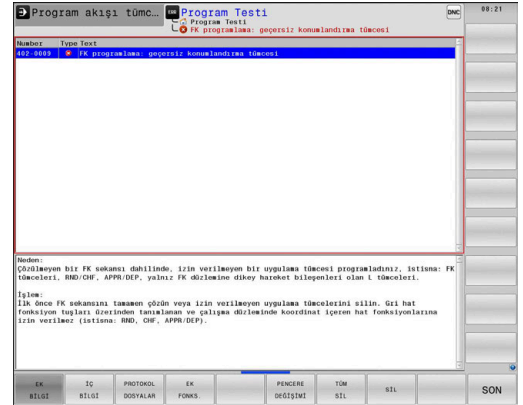 Program akışı tümc...
Program Testi
DNC
08:21
Program Testi
FK programlama: geçersiz konumlandırma tümcesi
Number Type Text
402-0009 FK programlama: geçersiz konumlandırma tümcesi
Neden:
Çözülmeyen bir FK sekansı dahilinde, izin verilmeyen bir uygulama tümcesi programladınız, istisna: FK
tümceleri, RND/CHF, APPR/DEP, yalnız FK düzlemine dikey hareket bileşenleri olan L tümceleri.
İşlem:
İlk önce FK sekansını tamamen çözün veya izin verilmeyen uygulama tümcelerini silin. Gri hat
fonksiyon tuşları üzerinden tanımlanan ve çalışma düzleminde koordinat içeren hat fonksiyonlarına
izin verilmez (istisna: RND, CHF, APPR/DEP).
EK BİLGİ
İÇ BİLGİ
PROTOKOL DOSYALAR
EK FONKS.
PENCERE DEĞİŞİMİ
TÜM SİL
SİL
SON